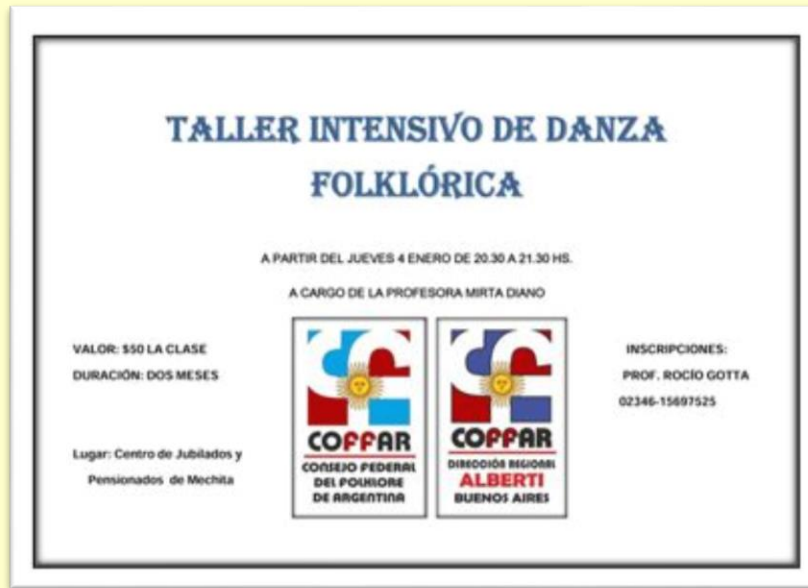 TALLER INTENSIVO DE DANZA
FOLKLÓRICA
A PARTIR DEL JUEVES 4 ENERO DE 20.30 A 21.30 HS.
A CARGO DE LA PROFESORA MIRTA DIANO
VALOR: $50 LA CLASE
DURACIÓN: DOS MESES
Lugar: Centro de Jubilados y
Pensionados de Mechita
COFFAR
CONSEJO FEDERAL
DEL FOLKLORE
DE ARGENTINA
COFFAR
DIRECCIÓN REGIONAL
ALBERTI
BUENOS AIRES
INSCRIPCIONES:
PROF. ROCÍO GOTTA
02346-15697525